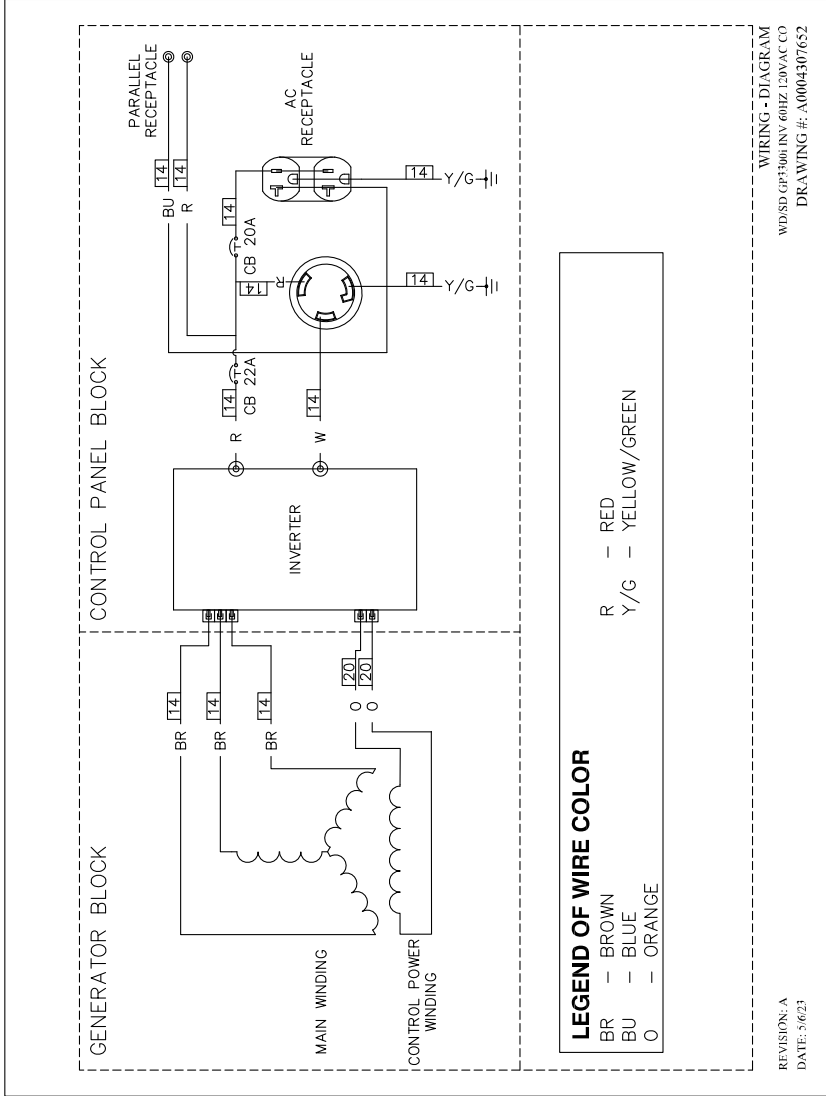 GENERATOR BLOCK
CONTROL PANEL BLOCK
MAIN WINDING
CONTROL POWER
WINDING
BR
14
BR
14
BR
14
O
20
O
20
INVERTER
R
14
CB 22A
W
14
14
R
CB 20A
14
BU
14
R
14
PARALLEL
RECEPTACLE
AC
RECEPTACLE
14
Y/G
14
Y/G
LEGEND OF WIRE COLOR
BR – BROWN
BU – BLUE
O – ORANGE
R – RED
Y/G – YELLOW/GREEN
REVISION: A
DATE: 5/6/23
WIRING - DIAGRAM
WD/SD GP3300i INV 60HZ 120VAC CO
DRAWING #: A0004307652